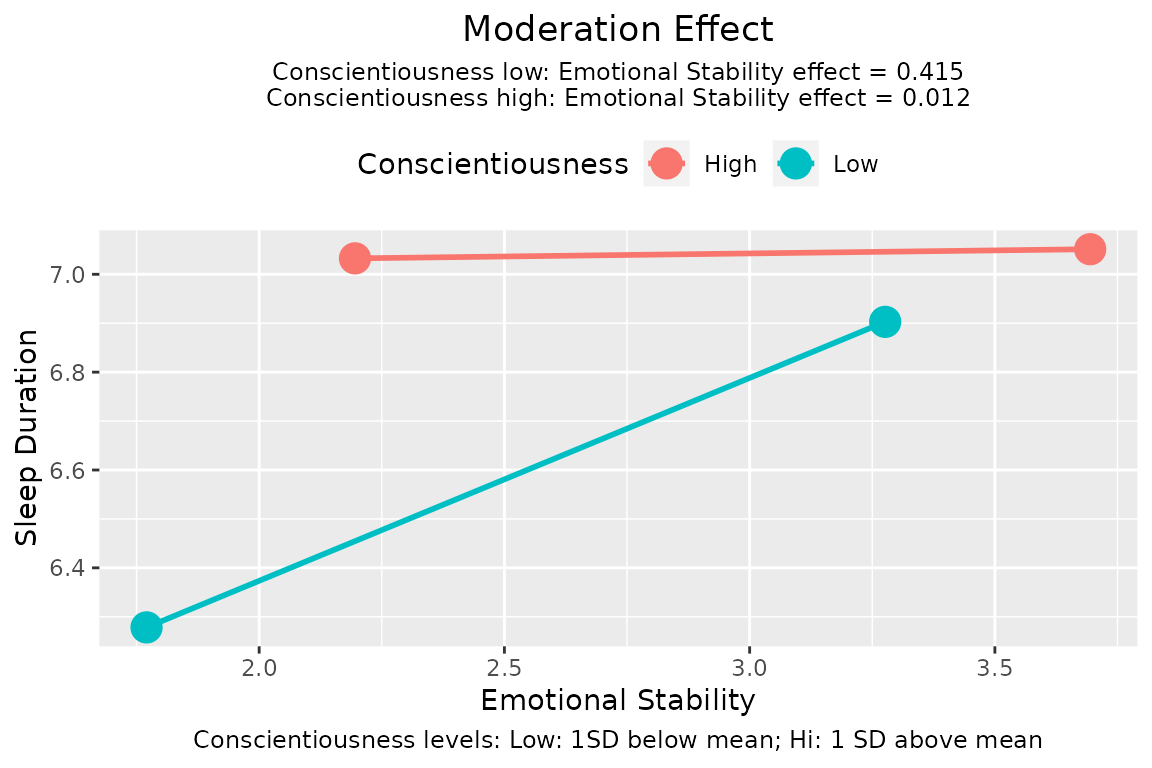 Moderation Effect
Conscientiousness low: Emotional Stability effect = 0.415
Conscientiousness high: Emotional Stability effect = 0.012
Conscientiousness High Low
Sleep Duration
7.0
6.8
6.6
6.4
2.0 2.5 3.0 3.5
Emotional Stability
Conscientiousness levels: Low: 1SD below mean; Hi: 1 SD above mean